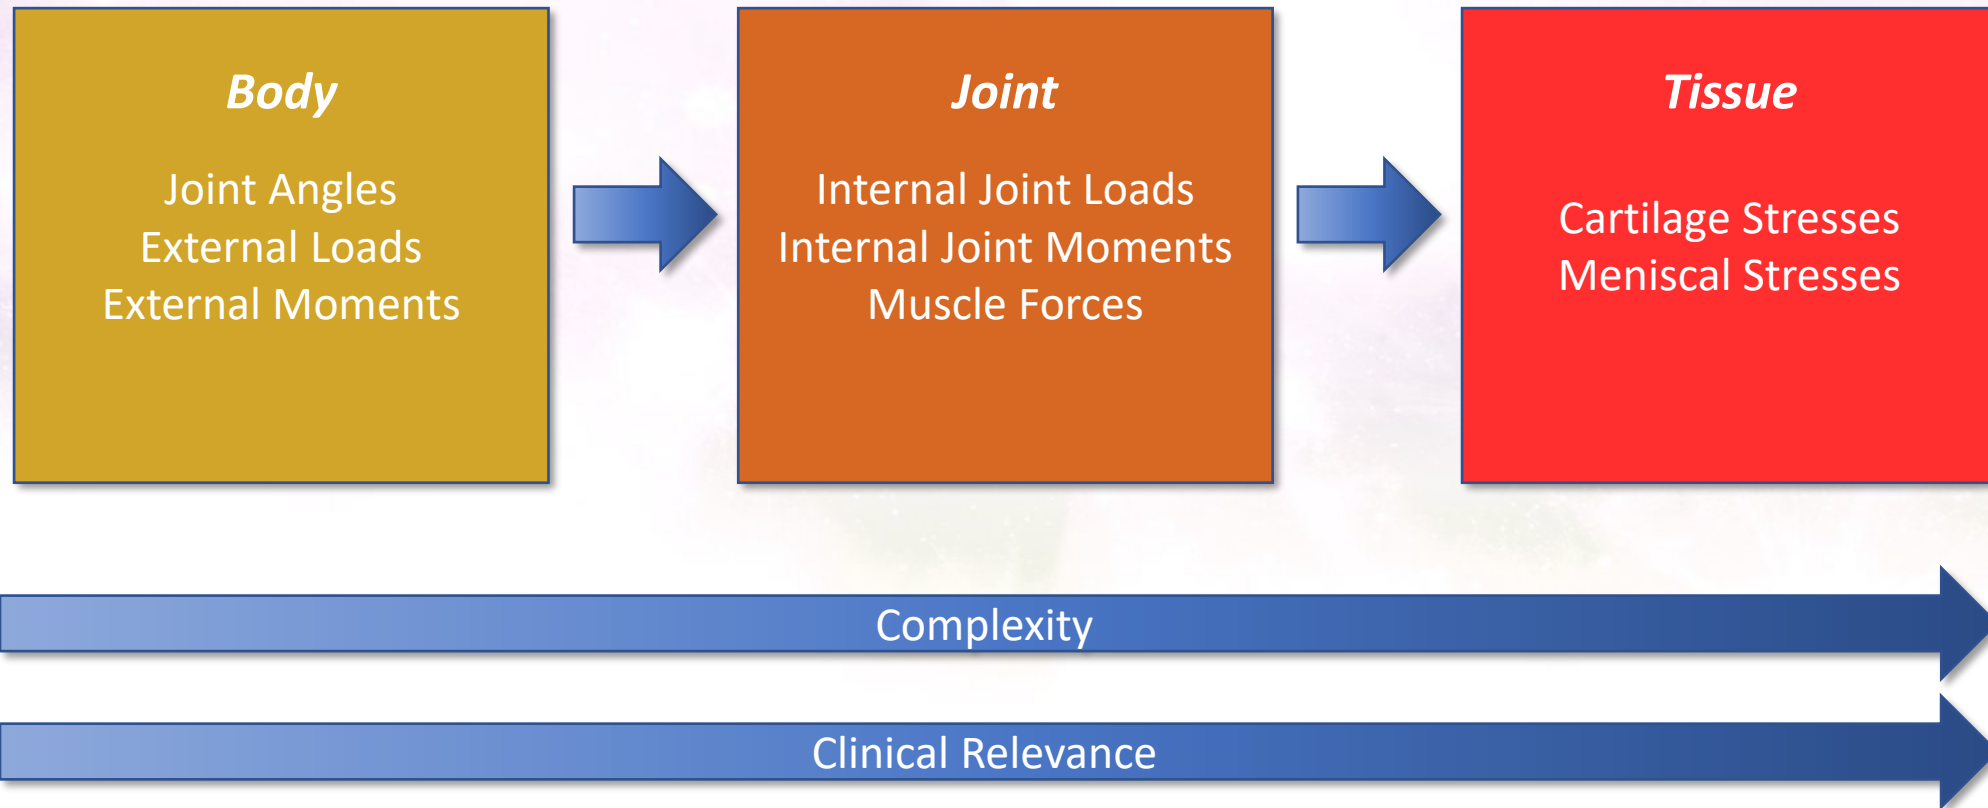 Body
Joint Angles
External Loads
External Moments
Joint
Internal Joint Loads
Internal Joint Moments
Muscle Forces
Tissue
Cartilage Stresses
Meniscal Stresses
Complexity
Clinical Relevance